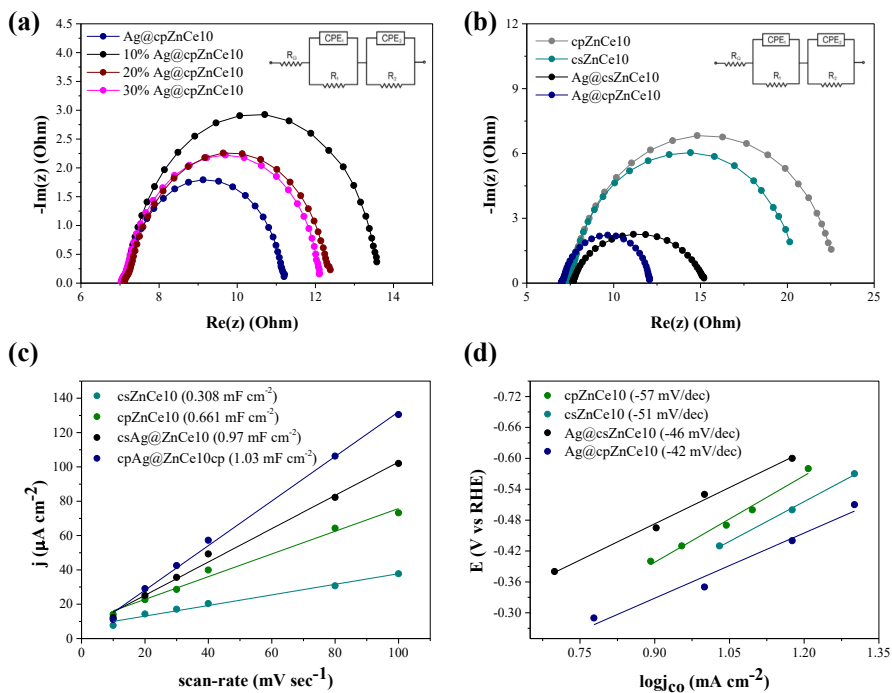 (a)
Ag@cpZnCe10
10% Ag@cpZnCe10
20% Ag@cpZnCe10
30% Ag@cpZnCe10
CPE₁
CPE₂
RΩ
R₁
R₂
-Im(z) (Ohm)
4.5
4.0
3.5
3.0
2.5
2.0
1.5
1.0
0.5
0.0
6 8 10 12 14
Re(z) (Ohm)
(b)
cpZnCe10
csZnCe10
Ag@csZnCe10
Ag@cpZnCe10
CPE₁
CPE₂
RΩ
R₁
R₂
-Im(z) (Ohm)
12
9
6
3
0
5 10 15 20 25
Re(z) (Ohm)
(c)
csZnCe10 (0.308 mF cm⁻²)
cpZnCe10 (0.661 mF cm⁻²)
csAg@ZnCe10 (0.97 mF cm⁻²)
cpAg@ZnCe10cp (1.03 mF cm⁻²)
j (µA cm⁻²)
140
120
100
80
60
40
20
0
10 20 30 40 50 60 70 80 90 100
scan-rate (mV sec⁻¹)
(d)
cpZnCe10 (-57 mV/dec)
csZnCe10 (-51 mV/dec)
Ag@csZnCe10 (-46 mV/dec)
Ag@cpZnCe10 (-42 mV/dec)
E (V vs RHE)
-0.72
-0.66
-0.60
-0.54
-0.48
-0.42
-0.36
-0.30
0.75 0.90 1.05 1.20 1.35
logj_CO (mA cm⁻²)